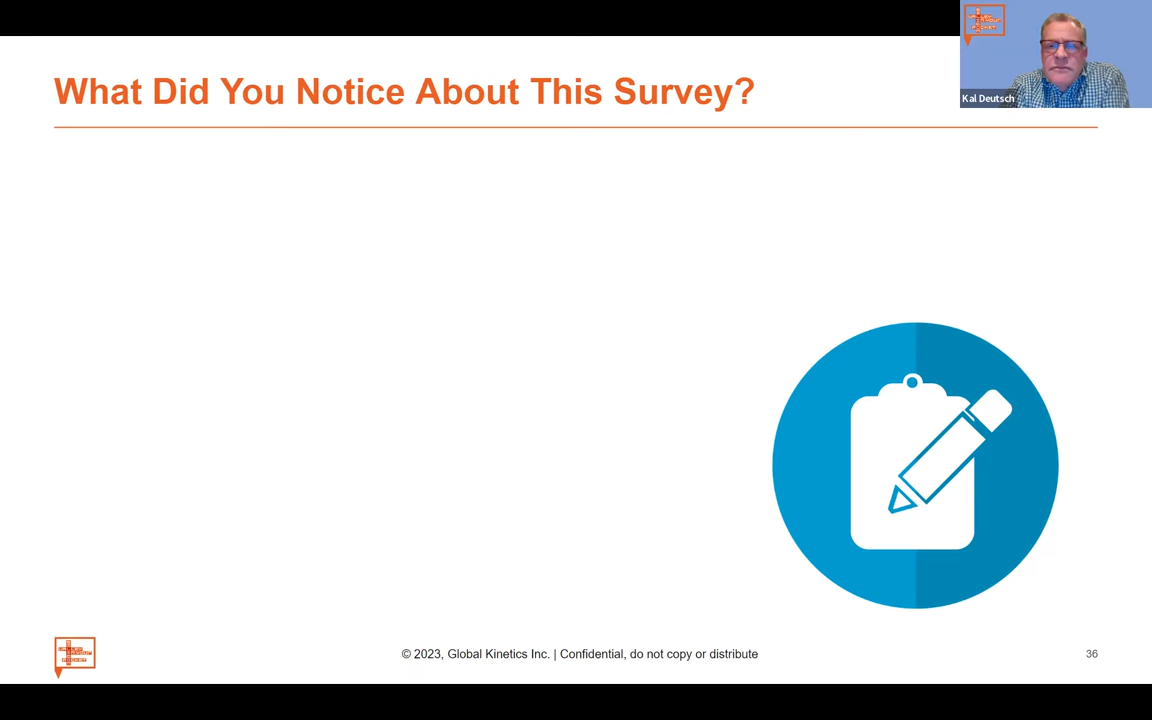 What Did You Notice About This Survey?
Kal Deutsch
© 2023, Global Kinetics Inc. | Confidential, do not copy or distribute
36